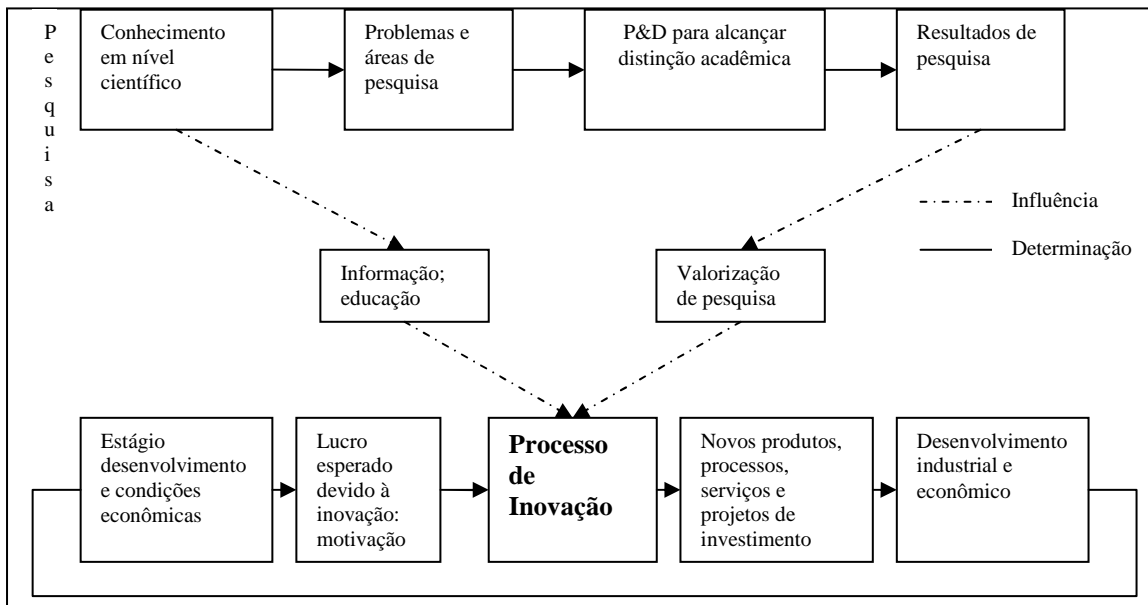 Pesquisa
Conhecimento
em nível
científico
Problemas e
áreas de
pesquisa
P&D para alcançar
distinção acadêmica
Resultados de
pesquisa
Influência
Determinação
Informação;
educação
Valorização
de pesquisa
Estágio
desenvolvimento
e condições
econômicas
Lucro
esperado
devido à
inovação:
motivação
Processo
de
Inovação
Novos produtos,
processos,
serviços e
projetos de
investimento
Desenvolvimento
industrial e
econômico